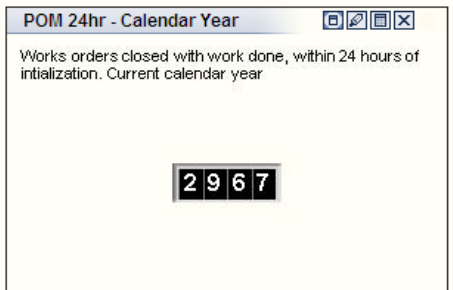 POM 24hr - Calendar Year
Works orders closed with work done, within 24 hours of
intialization. Current calendar year
2967